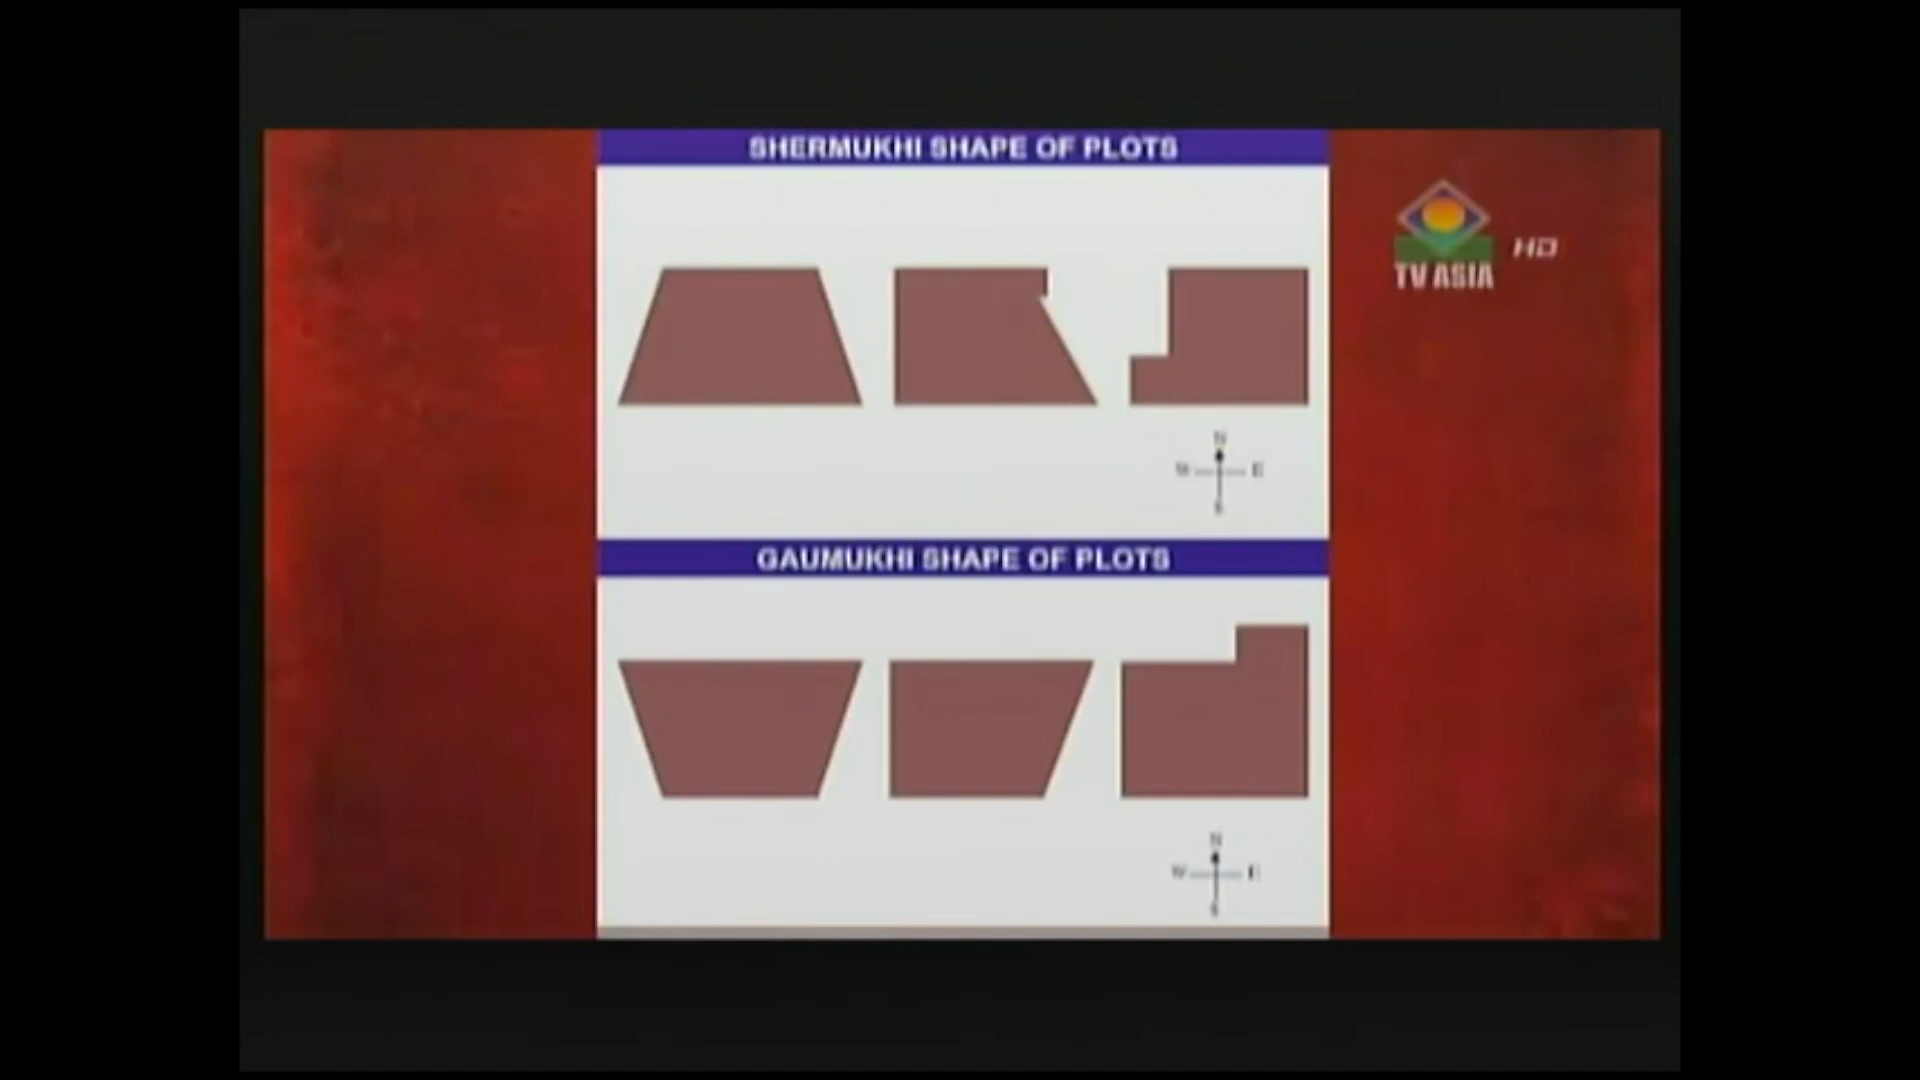 SHERMUKHI SHAPE OF PLOTS
TV ASIA HD
N
W E
S
GAUMUKHI SHAPE OF PLOTS
N
W E
S